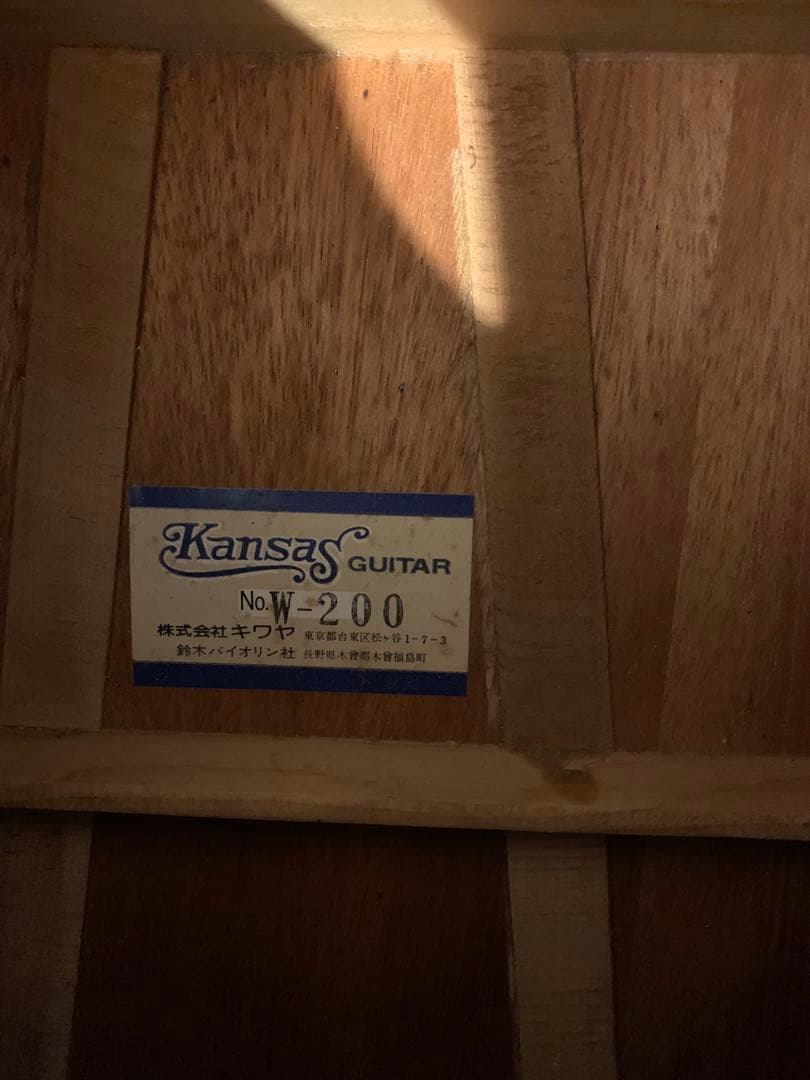 Kansas GUITAR
No. W-200
株式会社キワヤ 東京都台東区松ヶ谷1-7-3
鈴木バイオリン社 長野県木曾郡木曾福島町